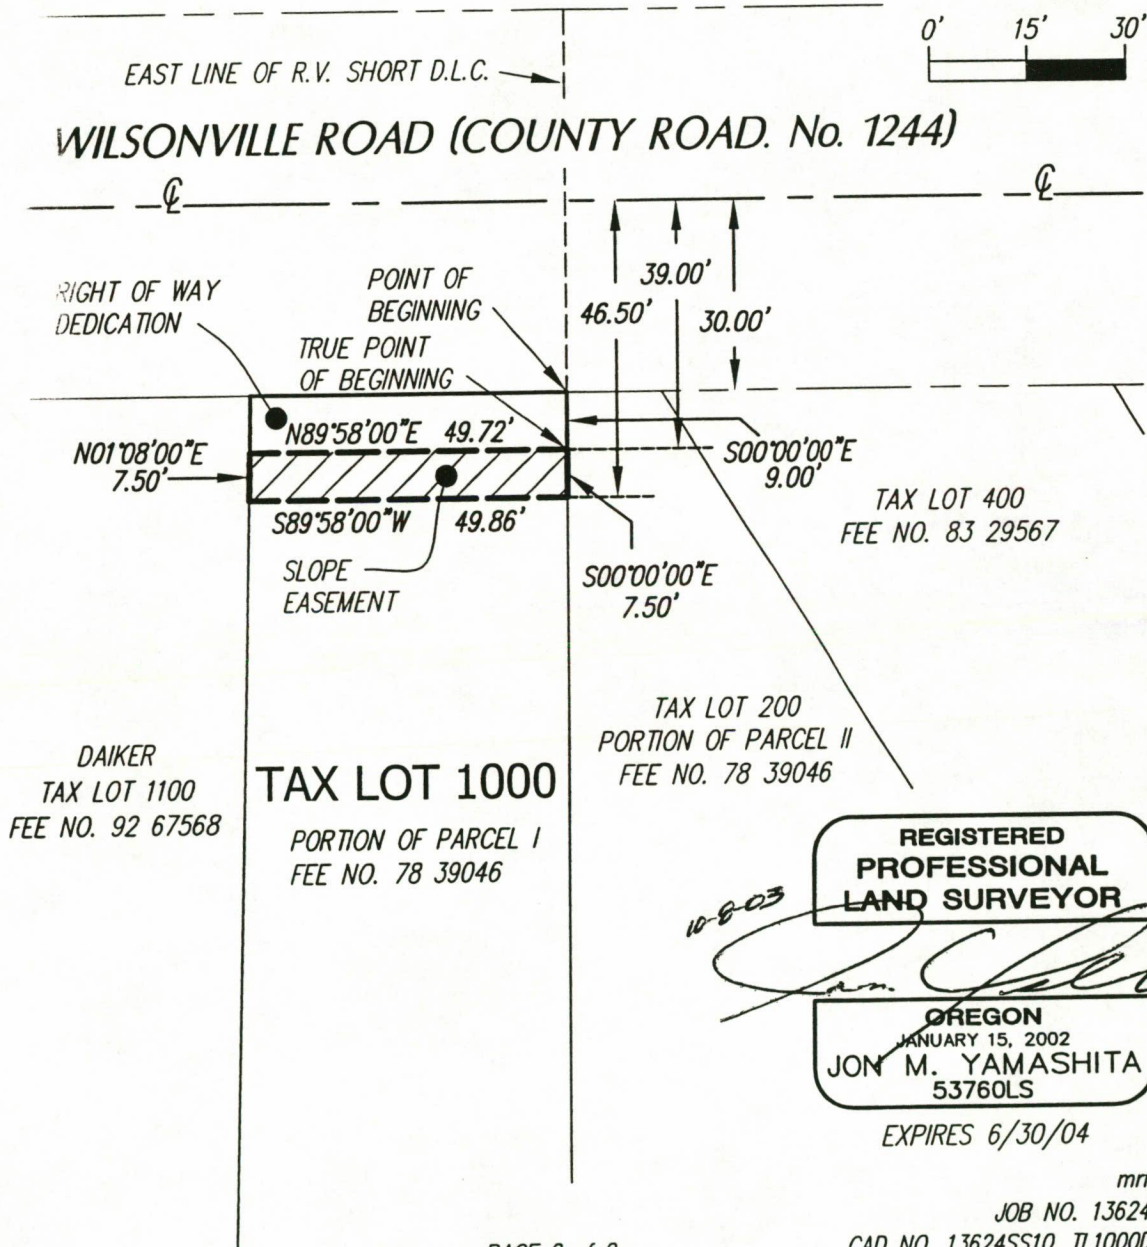 0' 15' 30'
EAST LINE OF R.V. SHORT D.L.C.
WILSONVILLE ROAD (COUNTY ROAD. No. 1244)
℄ ℄
RIGHT OF WAY
DEDICATION
POINT OF
BEGINNING
TRUE POINT
OF BEGINNING
46.50'
39.00'
30.00'
N01°08'00"E
7.50'
N89°58'00"E 49.72'
S89°58'00"W 49.86'
S00°00'00"E
9.00'
SLOPE
EASEMENT
S00°00'00"E
7.50'
TAX LOT 400
FEE NO. 83 29567
TAX LOT 200
PORTION OF PARCEL II
FEE NO. 78 39046
DAIKER
TAX LOT 1100
FEE NO. 92 67568
TAX LOT 1000
PORTION OF PARCEL I
FEE NO. 78 39046
REGISTERED
PROFESSIONAL
LAND SURVEYOR
10-8-03
OREGON
JANUARY 15, 2002
JON M. YAMASHITA
53760LS
EXPIRES 6/30/04
JOB NO. 13624
CAD NO. 13624SS10